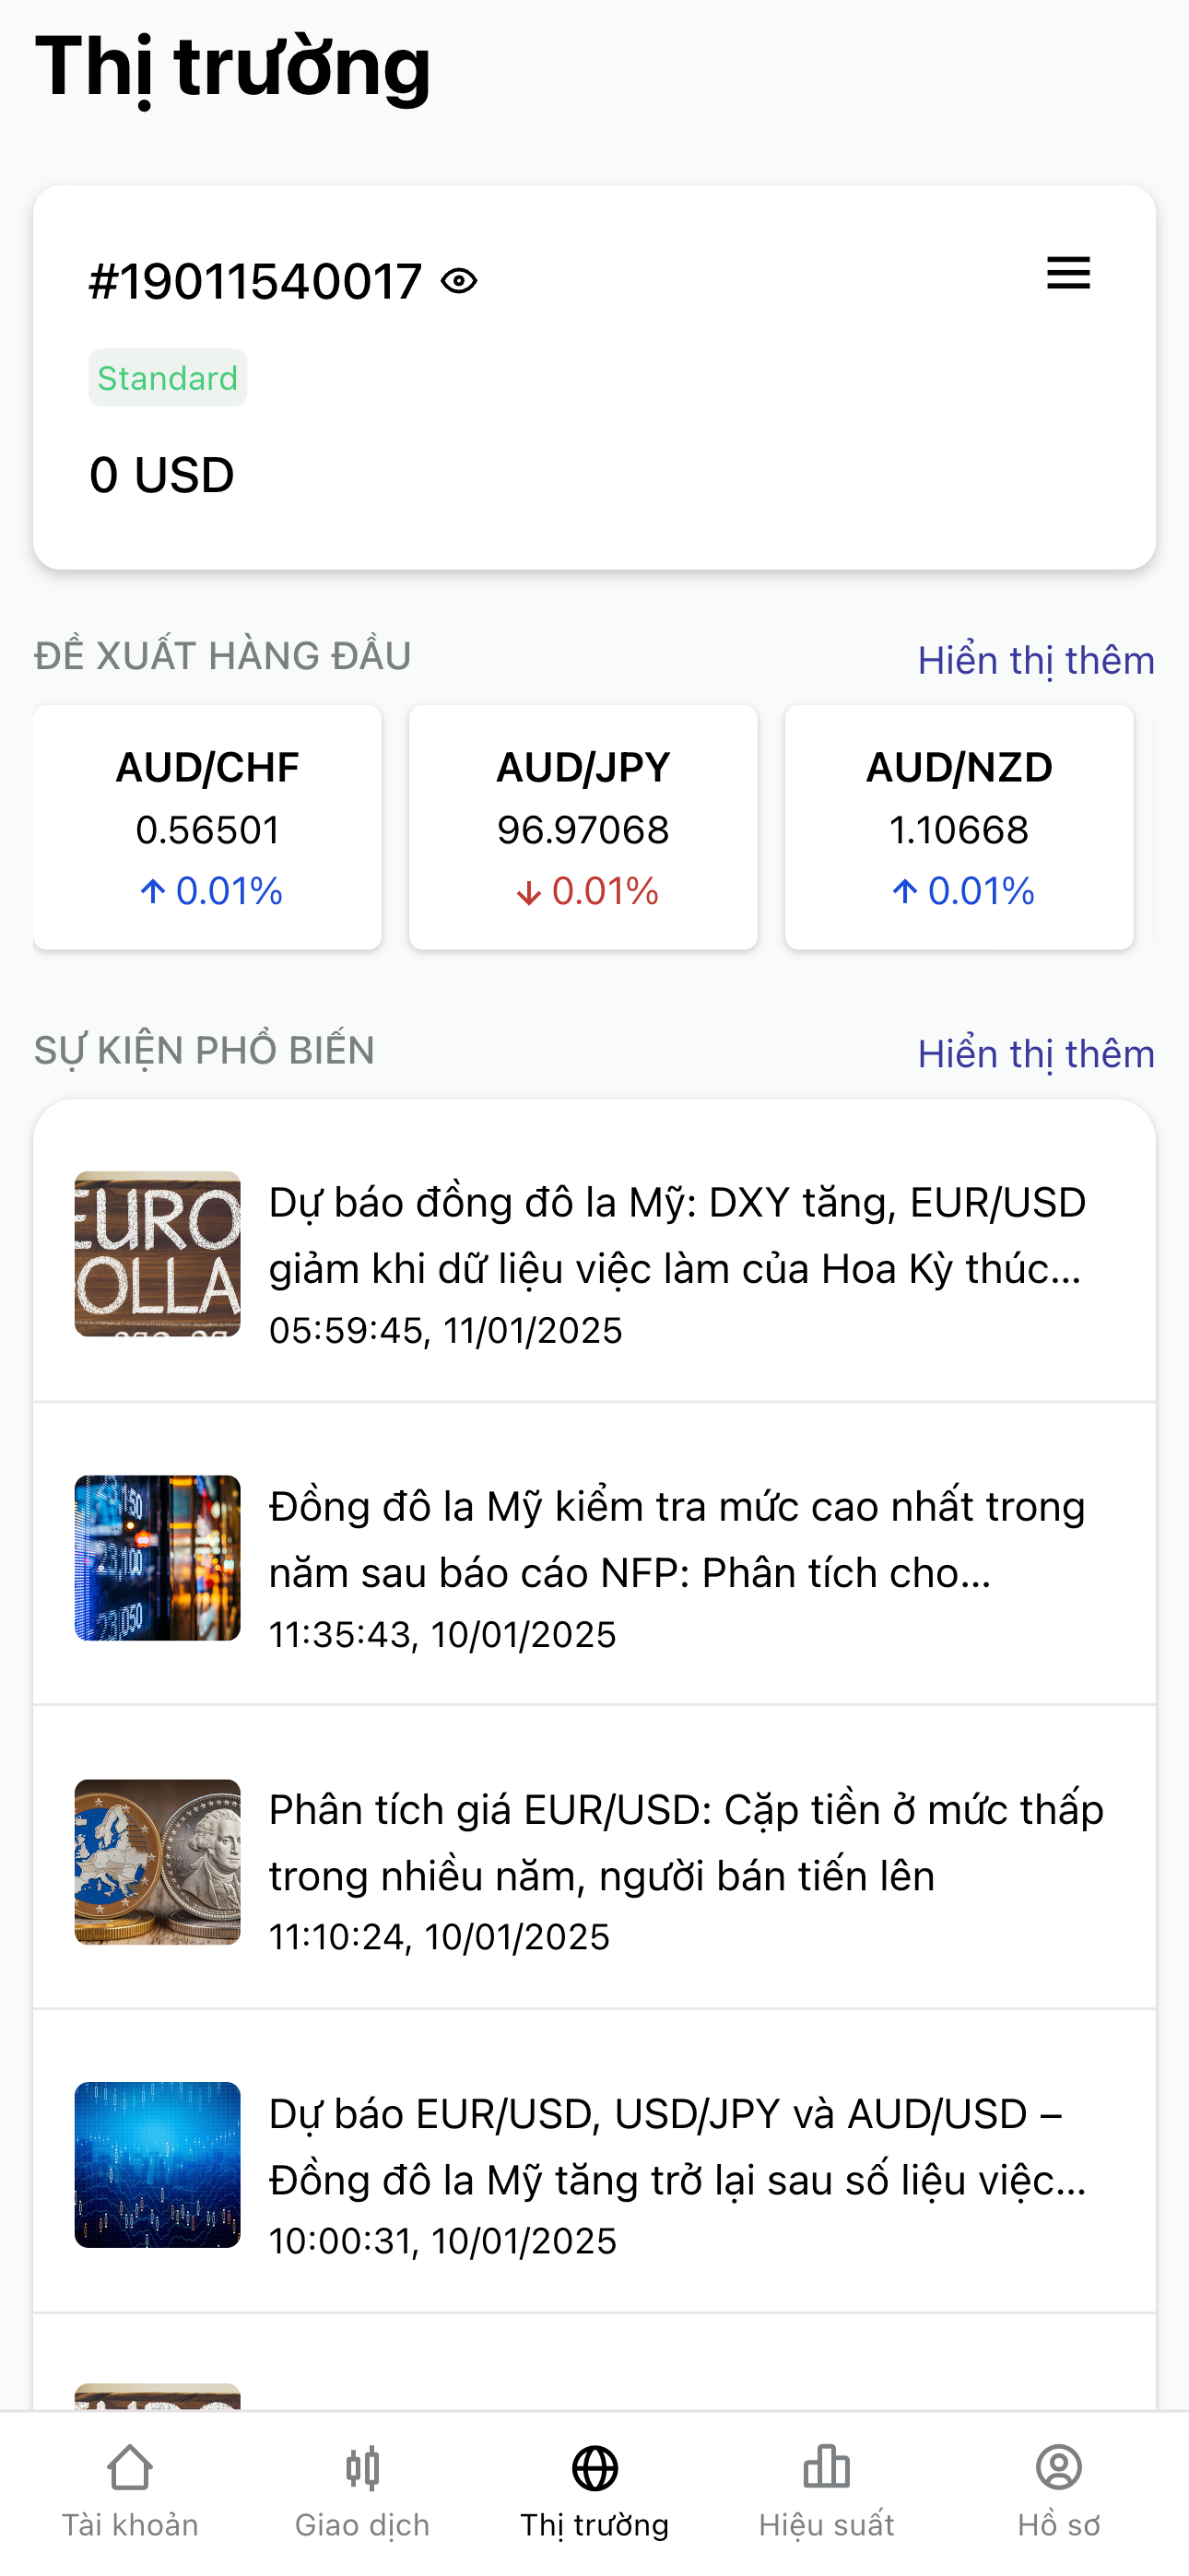 Thị trường
#19011540017
Standard
0 USD
ĐỀ XUẤT HÀNG ĐẦU
Hiển thị thêm
AUD/CHF
0.56501
↑ 0.01%
AUD/JPY
96.97068
↓ 0.01%
AUD/NZD
1.10668
↑ 0.01%
SỰ KIỆN PHỔ BIẾN
Hiển thị thêm
EURO
OLLA
Dự báo đồng đô la Mỹ: DXY tăng, EUR/USD
giảm khi dữ liệu việc làm của Hoa Kỳ thúc...
05:59:45, 11/01/2025
Đồng đô la Mỹ kiểm tra mức cao nhất trong
năm sau báo cáo NFP: Phân tích cho...
11:35:43, 10/01/2025
Phân tích giá EUR/USD: Cặp tiền ở mức thấp
trong nhiều năm, người bán tiến lên
11:10:24, 10/01/2025
Dự báo EUR/USD, USD/JPY và AUD/USD –
Đồng đô la Mỹ tăng trở lại sau số liệu việc...
10:00:31, 10/01/2025
Tài khoản
Giao dịch
Thị trường
Hiệu suất
Hồ sơ